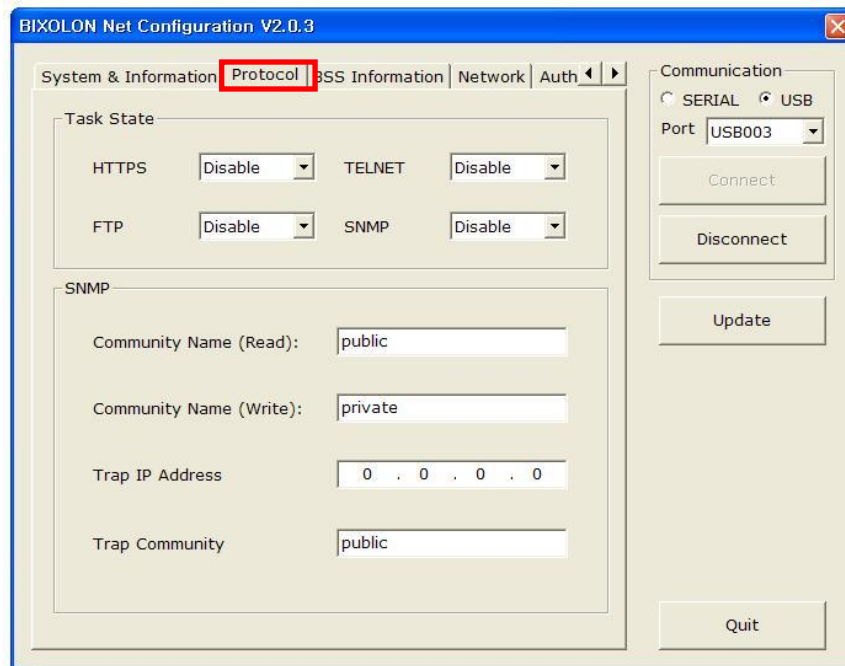 BIXOLON Net Configuration V2.0.3
System & Information Protocol BSS Information Network Auth
Task State
HTTPS Disable TELNET Disable
FTP Disable SNMP Disable
SNMP
Community Name (Read): public
Community Name (Write): private
Trap IP Address 0 . 0 . 0 . 0
Trap Community public
Communication
SERIAL USB
Port USB003
Connect
Disconnect
Update
Quit